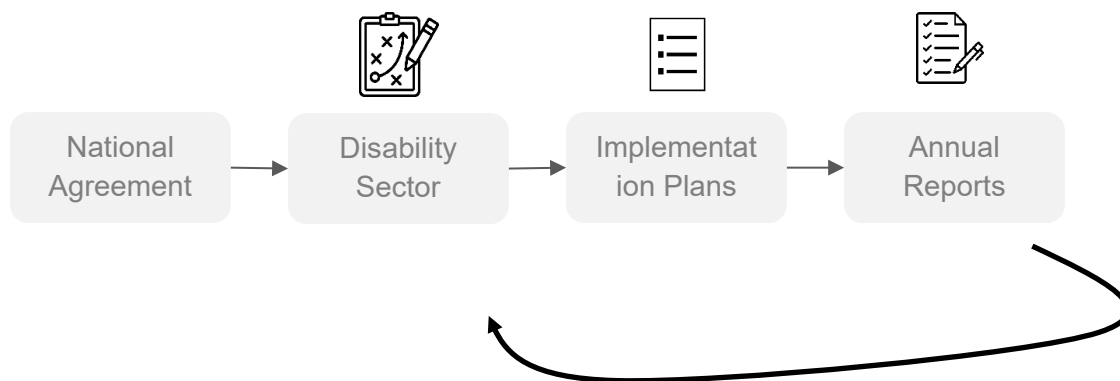 National
Agreement
Disability
Sector
Implementat
ion Plans
Annual
Reports